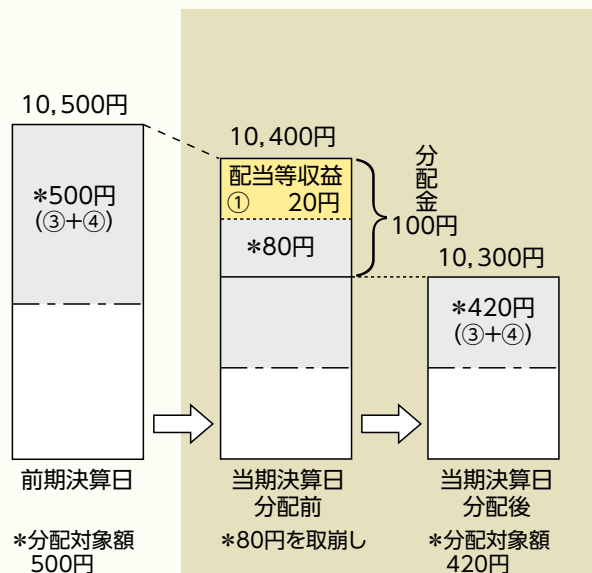 10,500円
*500円
(③+④)
前期決算日
*分配対象額
500円
10,400円
配当等収益
① 20円
*80円
分配金
100円
当期決算日
分配前
*80円を取崩し
10,300円
*420円
(③+④)
当期決算日
分配後
*分配対象額
420円